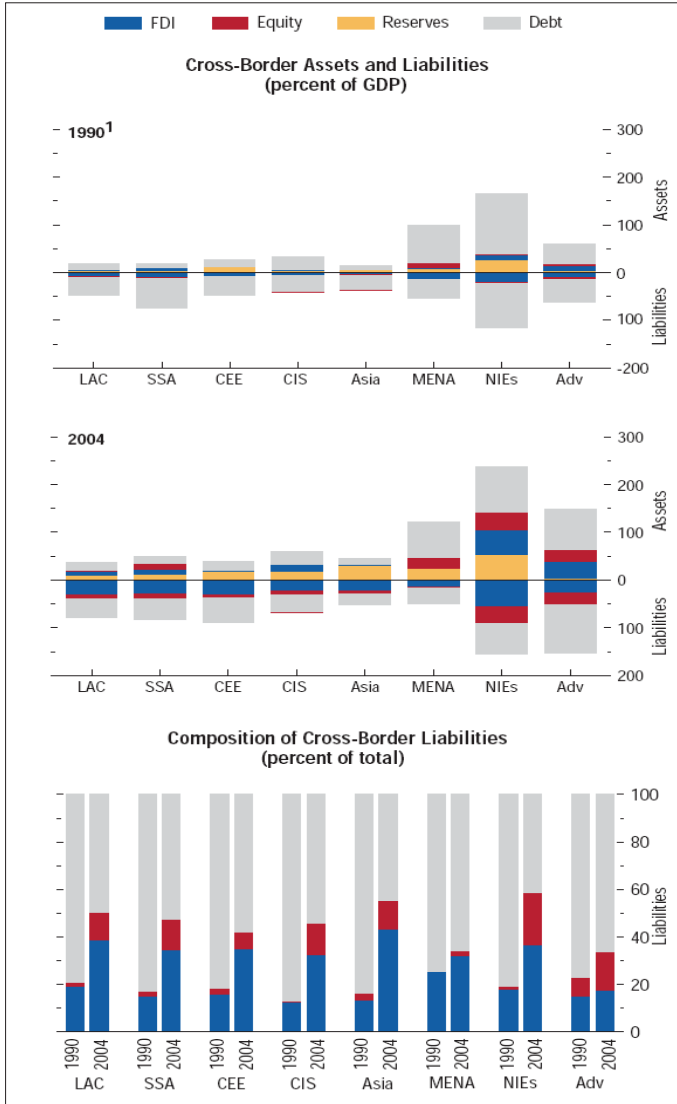 FDI Equity Reserves Debt
Cross-Border Assets and Liabilities
(percent of GDP)
1990¹
300
200
100
0
100
-200
Assets
Liabilities
LAC SSA CEE CIS Asia MENA NIEs Adv
2004
300
200
100
0
100
200
Assets
Liabilities
LAC SSA CEE CIS Asia MENA NIEs Adv
Composition of Cross-Border Liabilities
(percent of total)
100
80
60
40
20
0
Liabilities
1990 2004 1990 2004 1990 2004 1990 2004 1990 2004 1990 2004 1990 2004 1990 2004
LAC SSA CEE CIS Asia MENA NIEs Adv